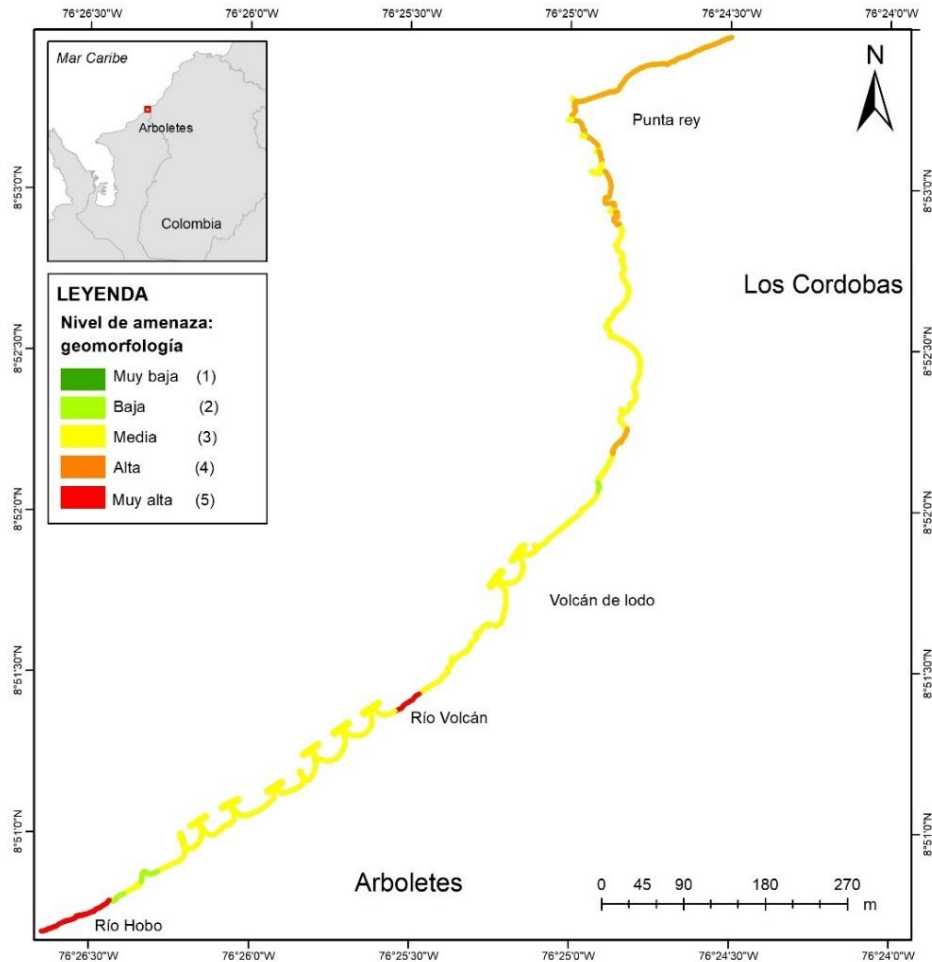 76°26'30"W 76°26'0"W 76°25'30"W 76°25'0"W 76°24'30"W 76°24'0"W
Mar Caribe
Arboletes
Colombia
N
Punta rey
8°53'0"N 8°53'0"N
LEYENDA
Nivel de amenaza:
geomorfología
Muy baja (1)
Baja (2)
Media (3)
Alta (4)
Muy alta (5)
Los Cordobas
8°52'30"N 8°52'30"N
8°52'0"N 8°52'0"N
Volcán de lodo
8°51'30"N 8°51'30"N
Río Volcán
8°51'0"N 8°51'0"N
Arboletes
0 45 90 180 270
m
Río Hobo
76°26'30"W 76°26'0"W 76°25'30"W 76°25'0"W 76°24'30"W 76°24'0"W